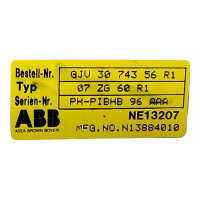 Bestell-Nr. GJV 30 743 56 R1
Typ 07 ZG 60 R1
Serien-Nr. PH-PIBHB 96 AAA
ABB NE13207
ASEA BROWN BOVERI MFG.NO.N13884010